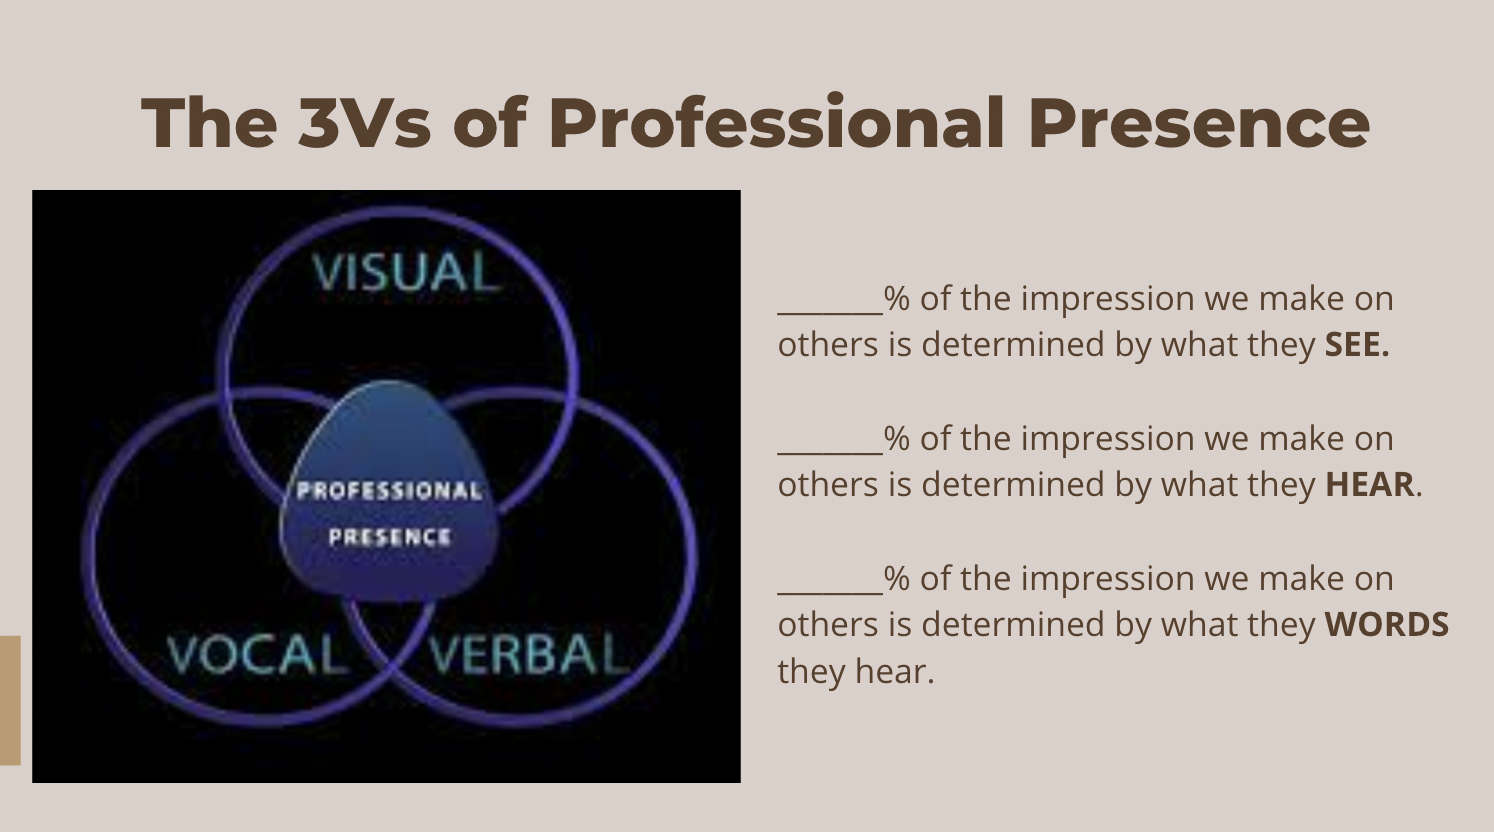 The 3Vs of Professional Presence
VISUAL
PROFESSIONAL
PRESENCE
VOCAL
VERBAL
_______% of the impression we make on
others is determined by what they SEE.
_______% of the impression we make on
others is determined by what they HEAR.
_______% of the impression we make on
others is determined by what they WORDS
they hear.